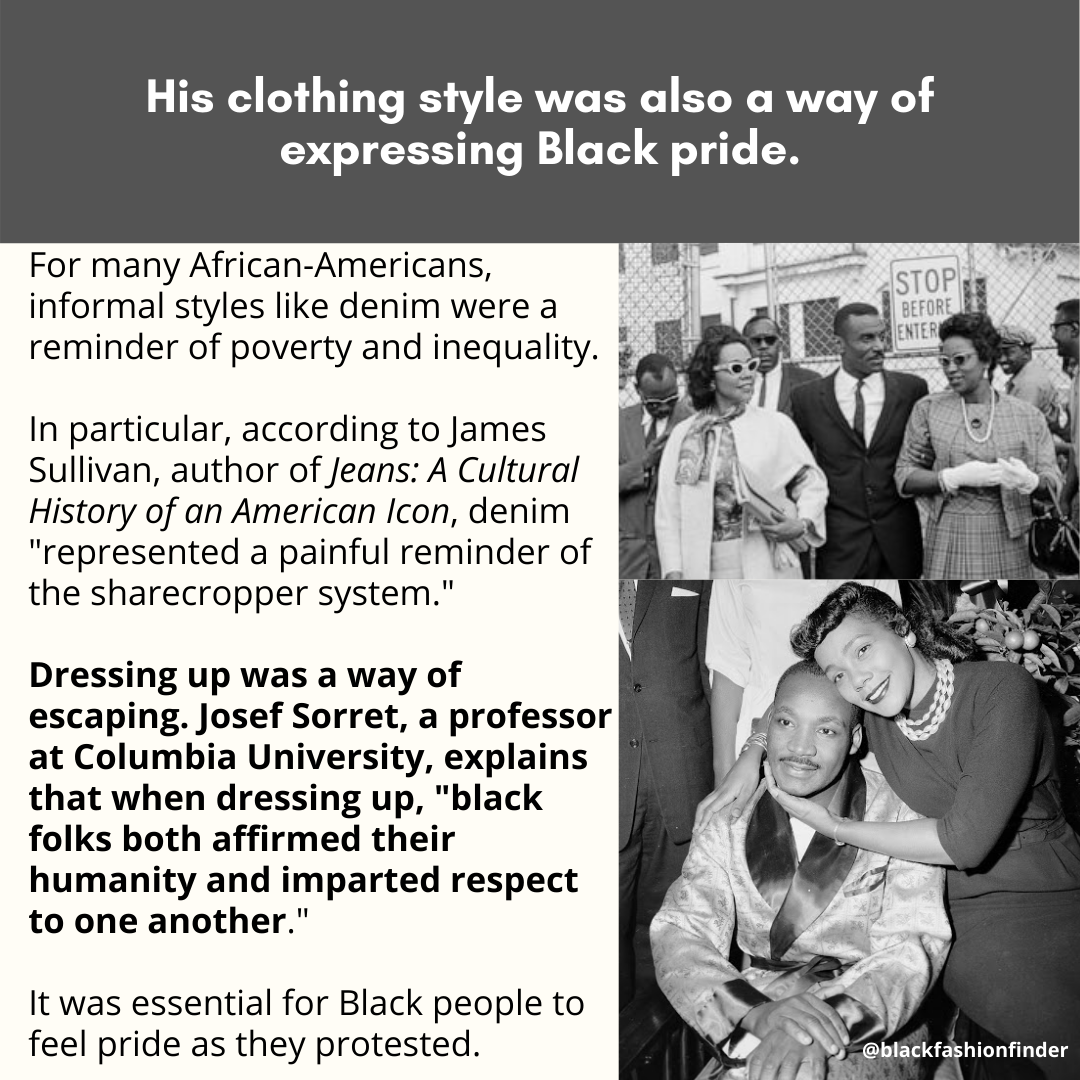 His clothing style was also a way of
expressing Black pride.
For many African-Americans,
informal styles like denim were a
reminder of poverty and inequality.
In particular, according to James
Sullivan, author of Jeans: A Cultural
History of an American Icon, denim
"represented a painful reminder of
the sharecropper system."
Dressing up was a way of
escaping. Josef Sorret, a professor
at Columbia University, explains
that when dressing up, "black
folks both affirmed their
humanity and imparted respect
to one another."
It was essential for Black people to
feel pride as they protested.
STOP
BEFORE
ENTER
@blackfashionfinder